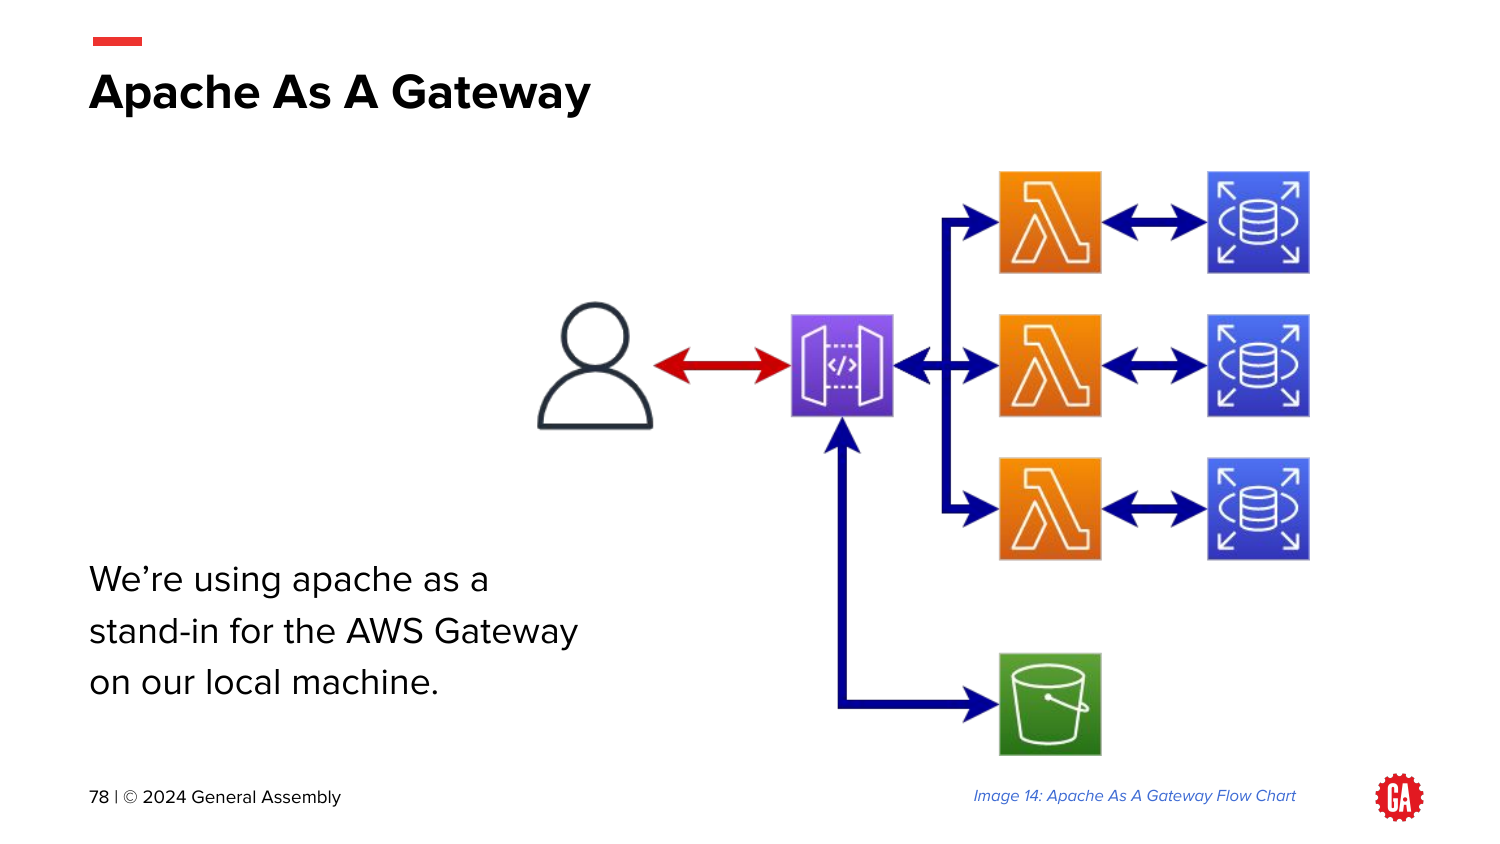 Apache As A Gateway
</>
We’re using apache as a
stand-in for the AWS Gateway
on our local machine.
78 | © 2024 General Assembly
Image 14: Apache As A Gateway Flow Chart
GA